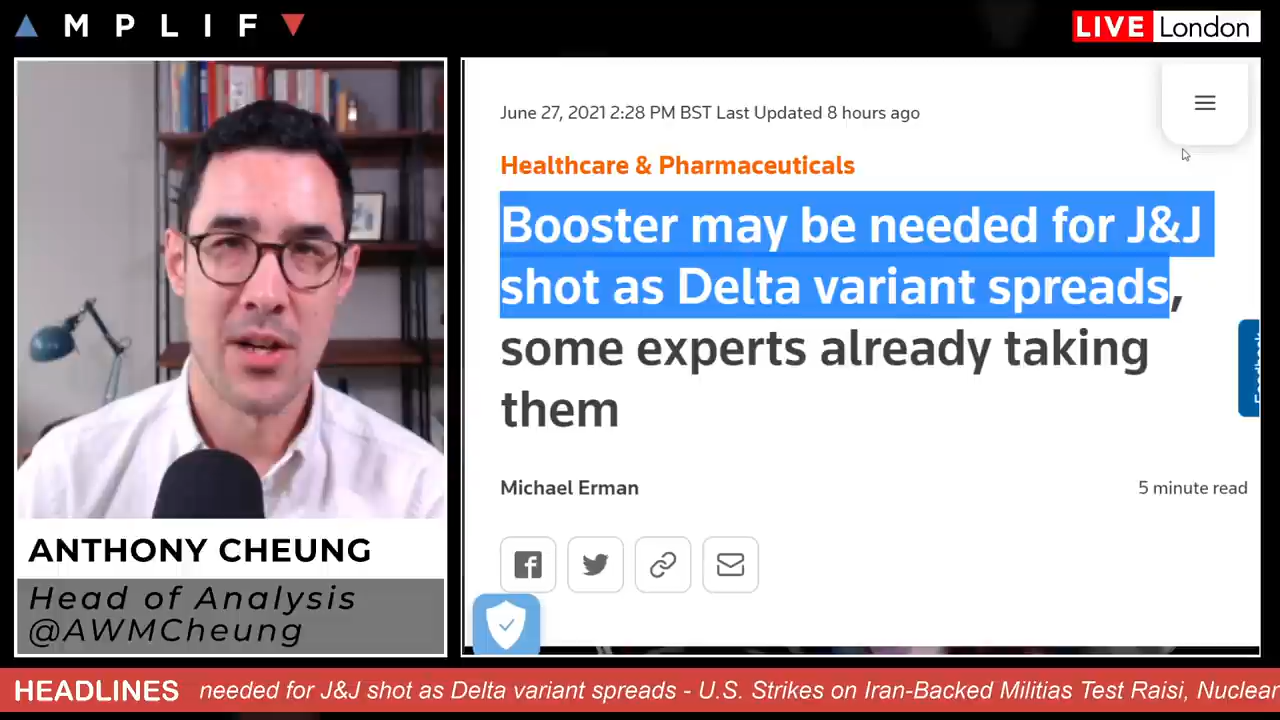 AMPLIFY
LIVE London
June 27, 2021 2:28 PM BST Last Updated 8 hours ago
Healthcare & Pharmaceuticals
Booster may be needed for J&J
shot as Delta variant spreads,
some experts already taking
them
Michael Erman
5 minute read
Feedback
ANTHONY CHEUNG
Head of Analysis
@AWMCheung
HEADLINES needed for J&J shot as Delta variant spreads - U.S. Strikes on Iran-Backed Militias Test Raisi, Nuclear